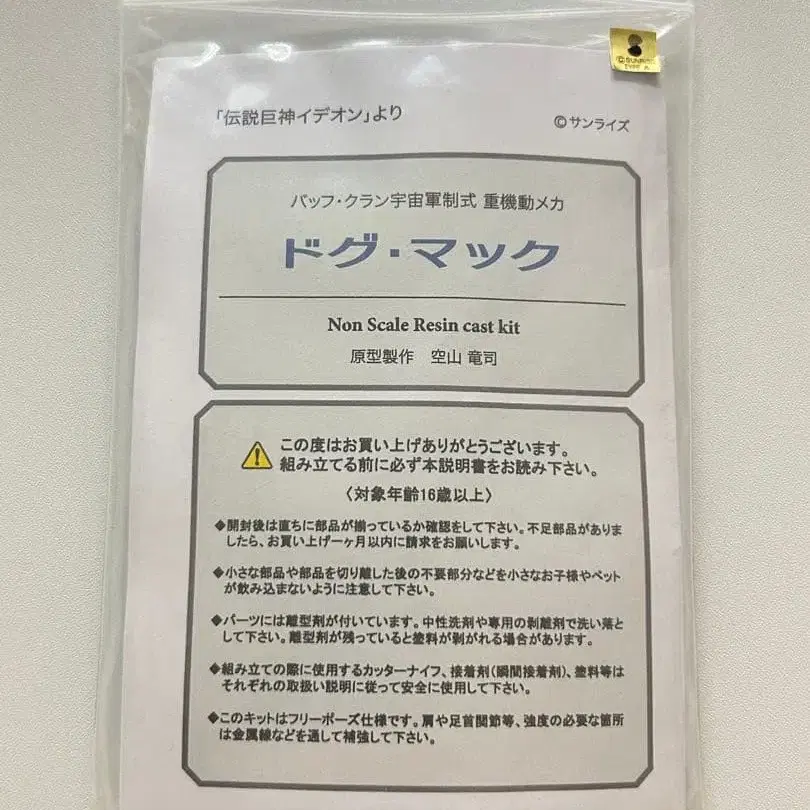 ©SUNRISE
TYPE A
「伝説巨神イデオン」より
©サンライズ
バッフ・クラン宇宙軍制式 重機動メカ
ドグ・マック
Non Scale Resin cast kit
原型製作 空山 竜司
この度はお買い上げありがとうございます。
組み立てる前に必ず本説明書をお読み下さい。
〈対象年齢16歳以上〉
◆開封後は直ちに部品が揃っているか確認をして下さい。不足部品がありま
したら、お買い上げ一ヶ月以内に請求をお願いします。
◆小さな部品や部品を切り離した後の不要部分などを小さなお子様やペット
が飲み込まないように注意して下さい。
◆パーツには離型剤が付いています。中性洗剤や専用の剥離剤で洗い落と
して下さい。離型剤が残っていると塗料が剥がれる場合があります。
◆組み立ての際に使用するカッターナイフ、接着剤(瞬間接着剤)、塗料等は
それぞれの取扱い説明に従って安全に使用して下さい。
◆このキットはフリーポーズ仕様です。肩や足首関節等、強度の必要な箇所
は金属線などを通して補強して下さい。